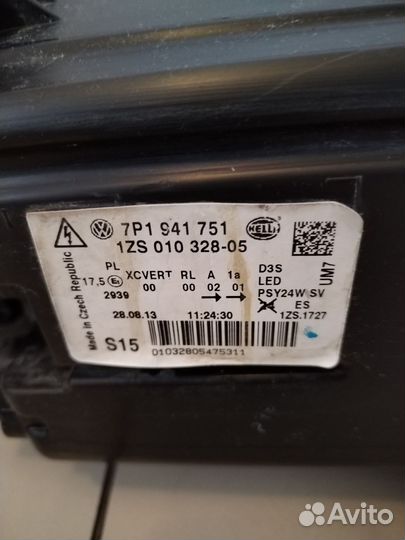 7P1 941 751
HELLA
1ZS 010 328-05
Made in Czech Republic
PL XCVERT RL A 1a D3S
17,5 E1 00 00 02 01 LED
2939 PSY24W SV
ES
28.08.13 11:24:30 1ZS.1727
UM7
S15
01032805475311
Avito